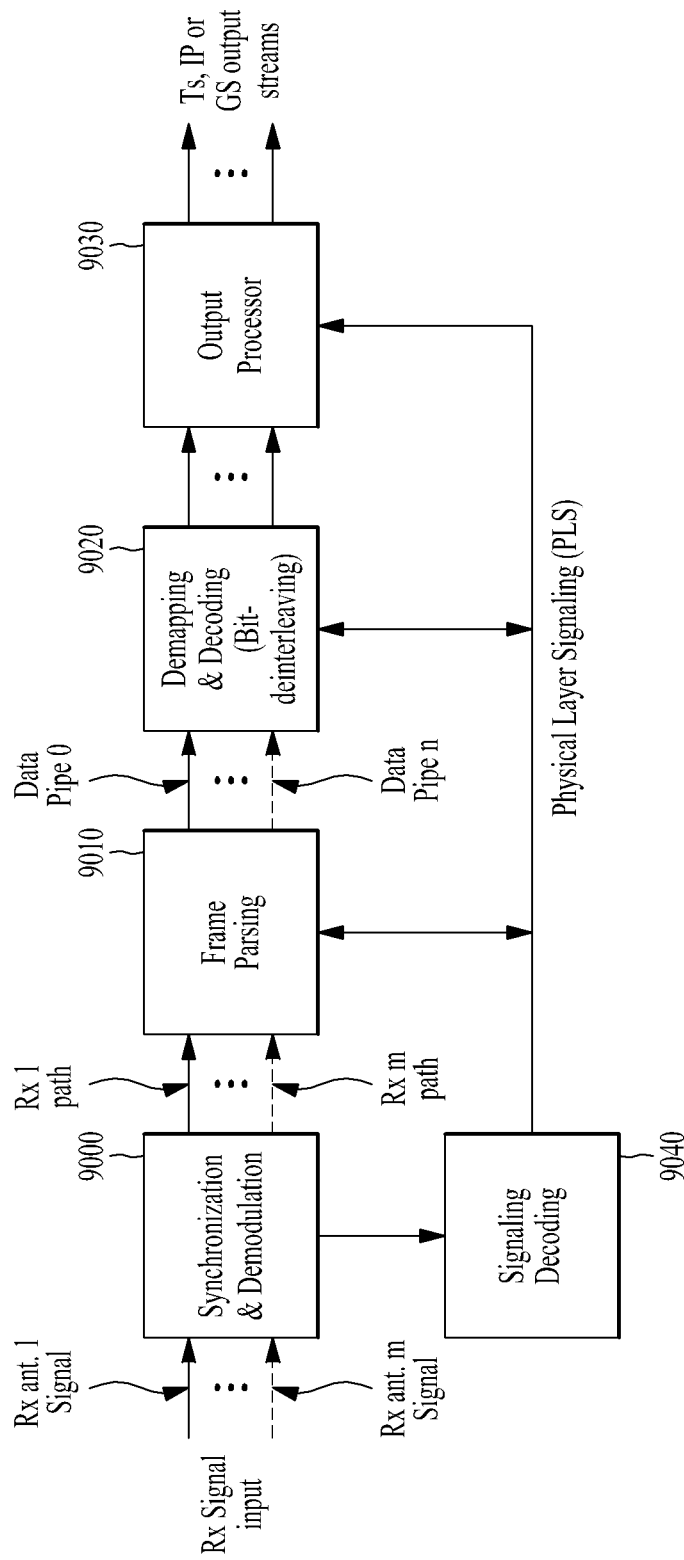 Rx Signal
input
Rx ant. 1
Signal
Rx ant. m
Signal
9000
Synchronization
& Demodulation
Rx 1
path
Rx m
path
9010
Frame
Parsing
Data
Pipe 0
Data
Pipe n
9020
Demapping
& Decoding
(Bit-
deinterleaving)
9030
Output
Processor
Ts, IP or
GS output
streams
Signaling
Decoding
9040
Physical Layer Signaling (PLS)